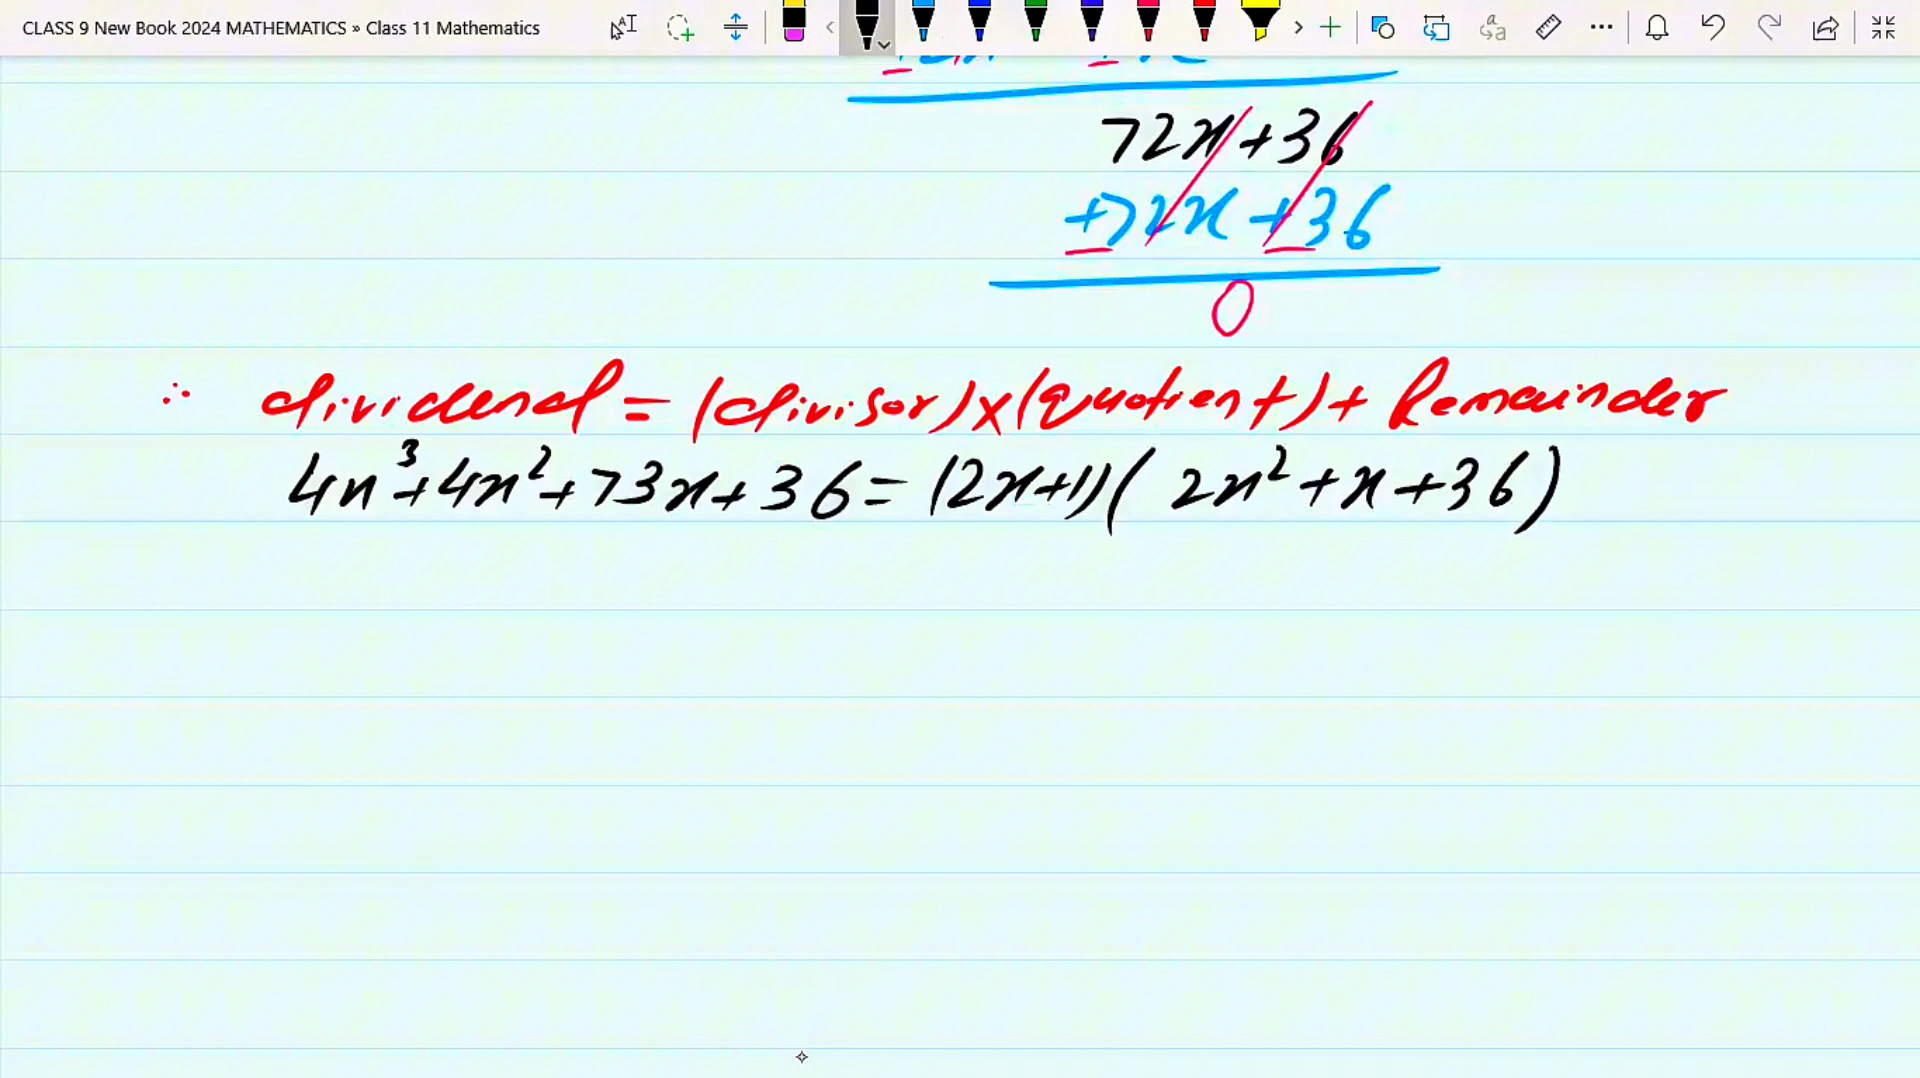 CLASS 9 New Book 2024 MATHEMATICS » Class 11 Mathematics
72x+36
+72x+36
0
∴ dividend = (divisor)×(quotient)+Remainder
4x³+4x²+73x+36=(2x+1)(2x²+x+36)